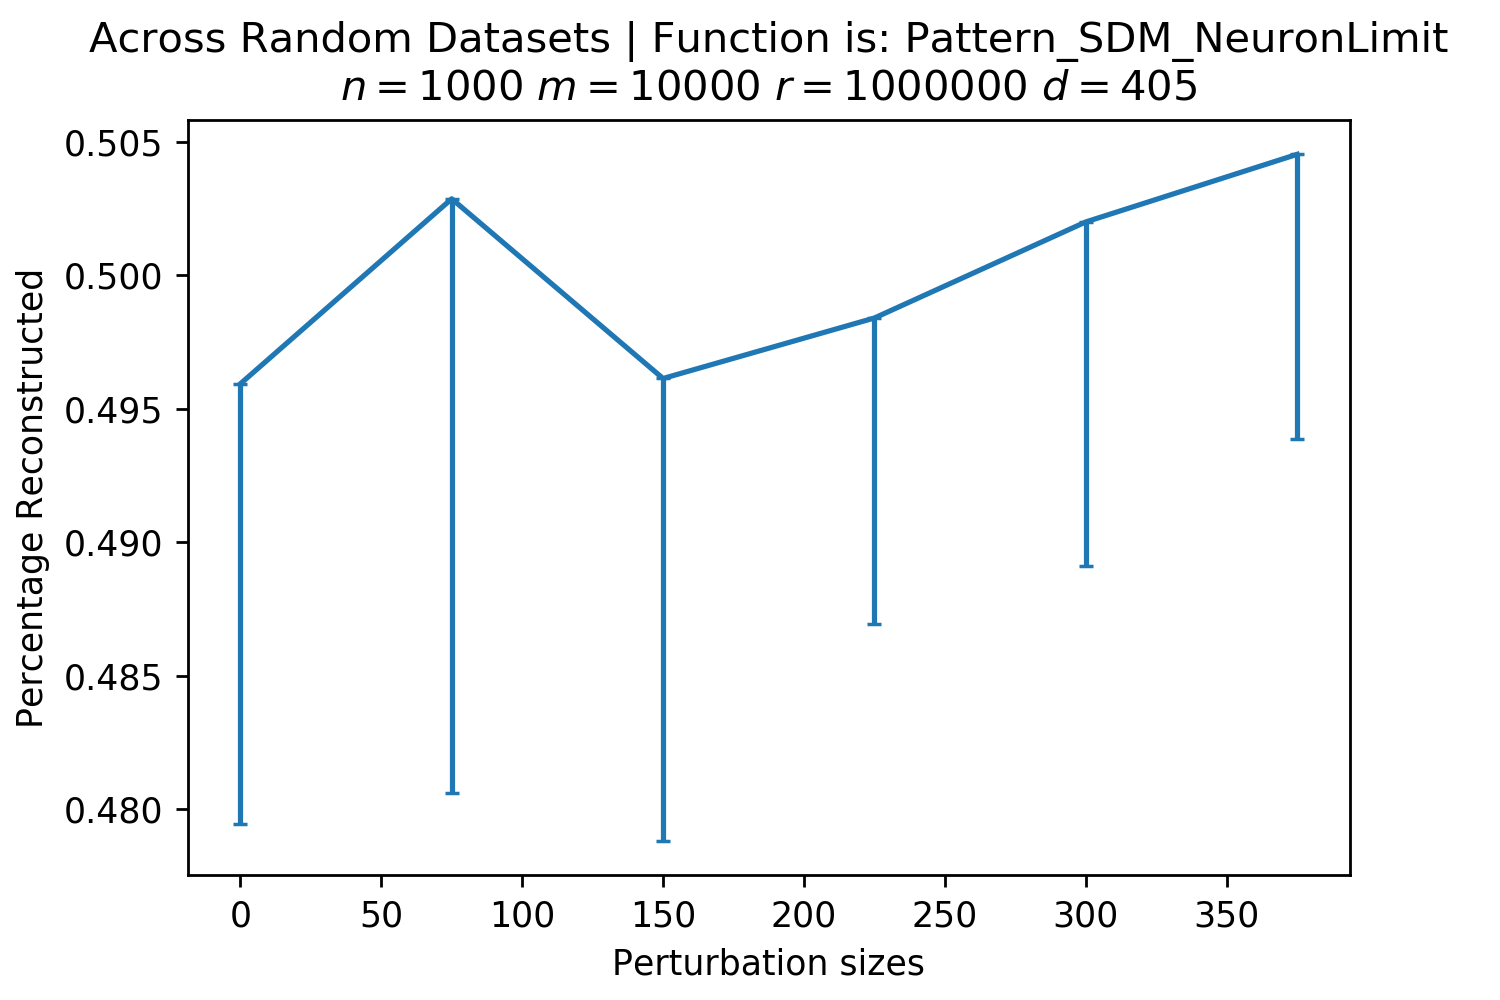 Across Random Datasets | Function is: Pattern_SDM_NeuronLimit
n = 1000 m = 10000 r = 1000000 d = 405
Percentage Reconstructed
0.505
0.500
0.495
0.490
0.485
0.480
0 50 100 150 200 250 300 350
Perturbation sizes